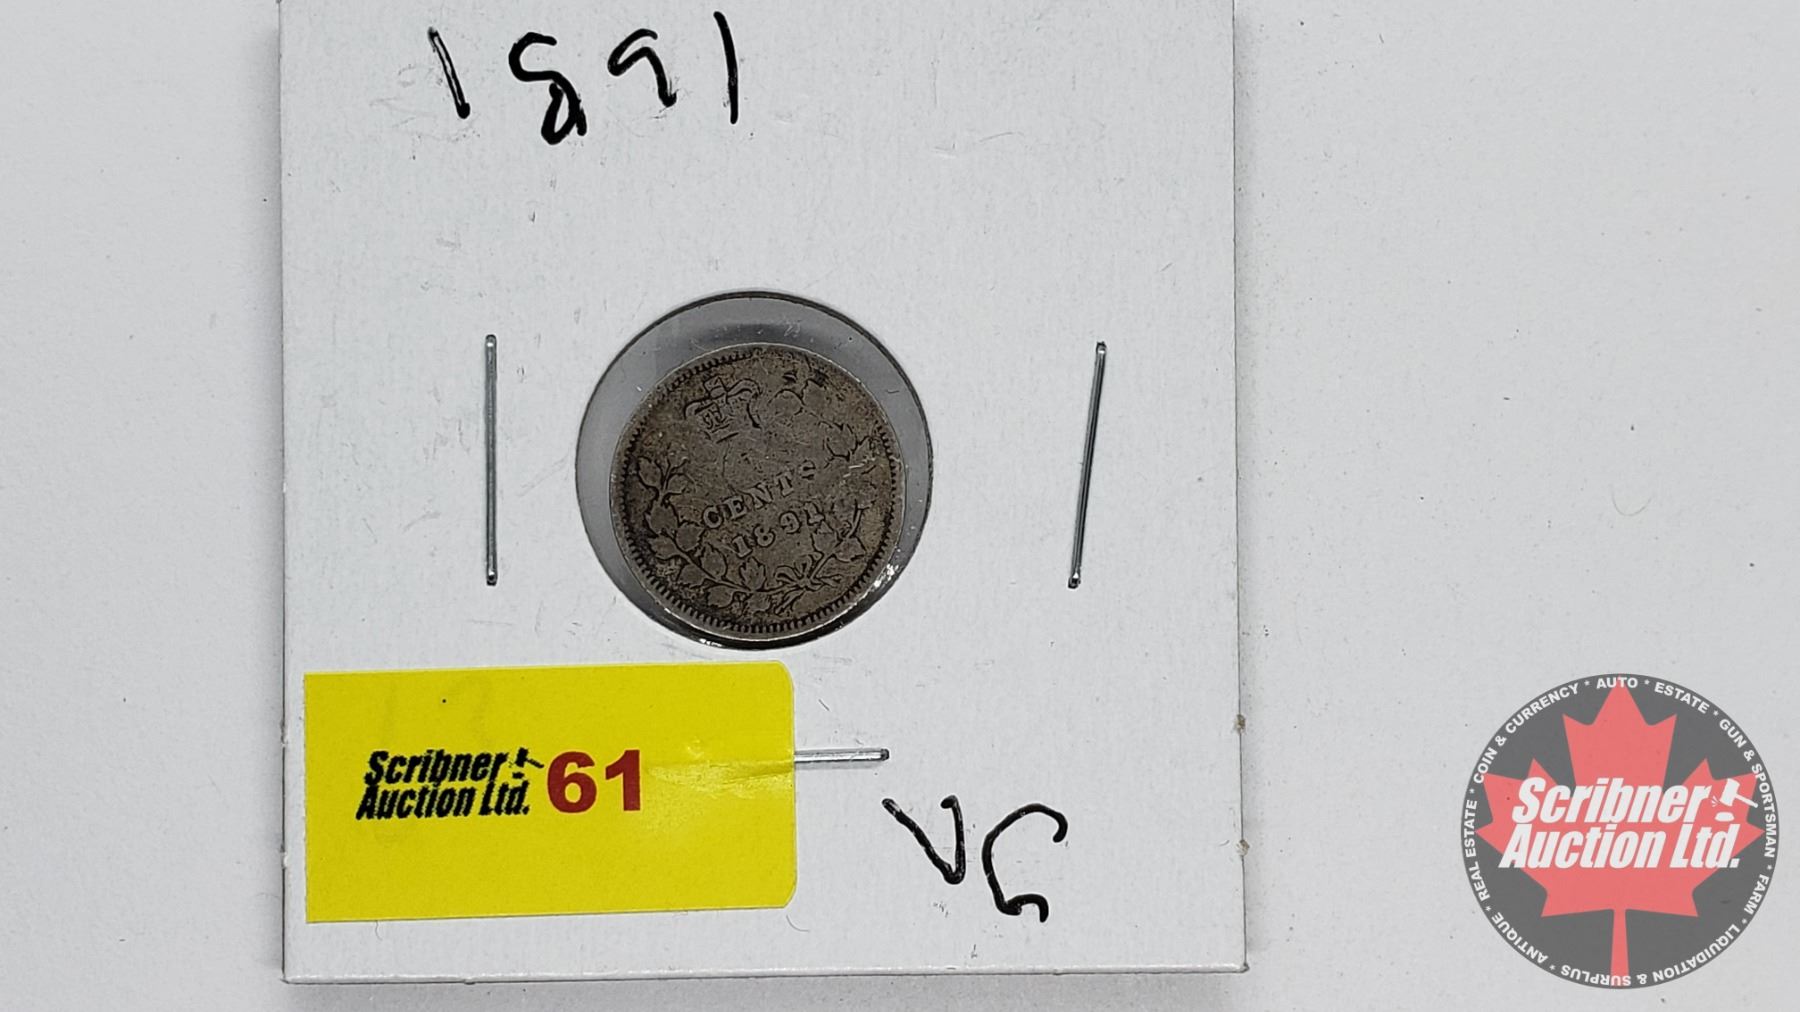 1891
CENTS
1891
Scribner
Auction Ltd.
61
VG
COIN & CURRENCY * AUTO * ESTATE * GUN & SPORTSMAN * FARM * LIQUIDATION & SURPLUS * ANTIQUE * REAL ESTATE *
Scribner
Auction Ltd.